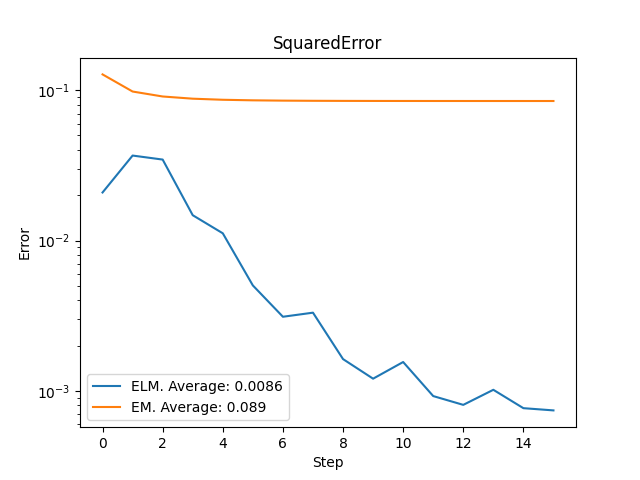 SquaredError
10⁻¹
10⁻²
10⁻³
Error
ELM. Average: 0.0086
EM. Average: 0.089
0 2 4 6 8 10 12 14
Step